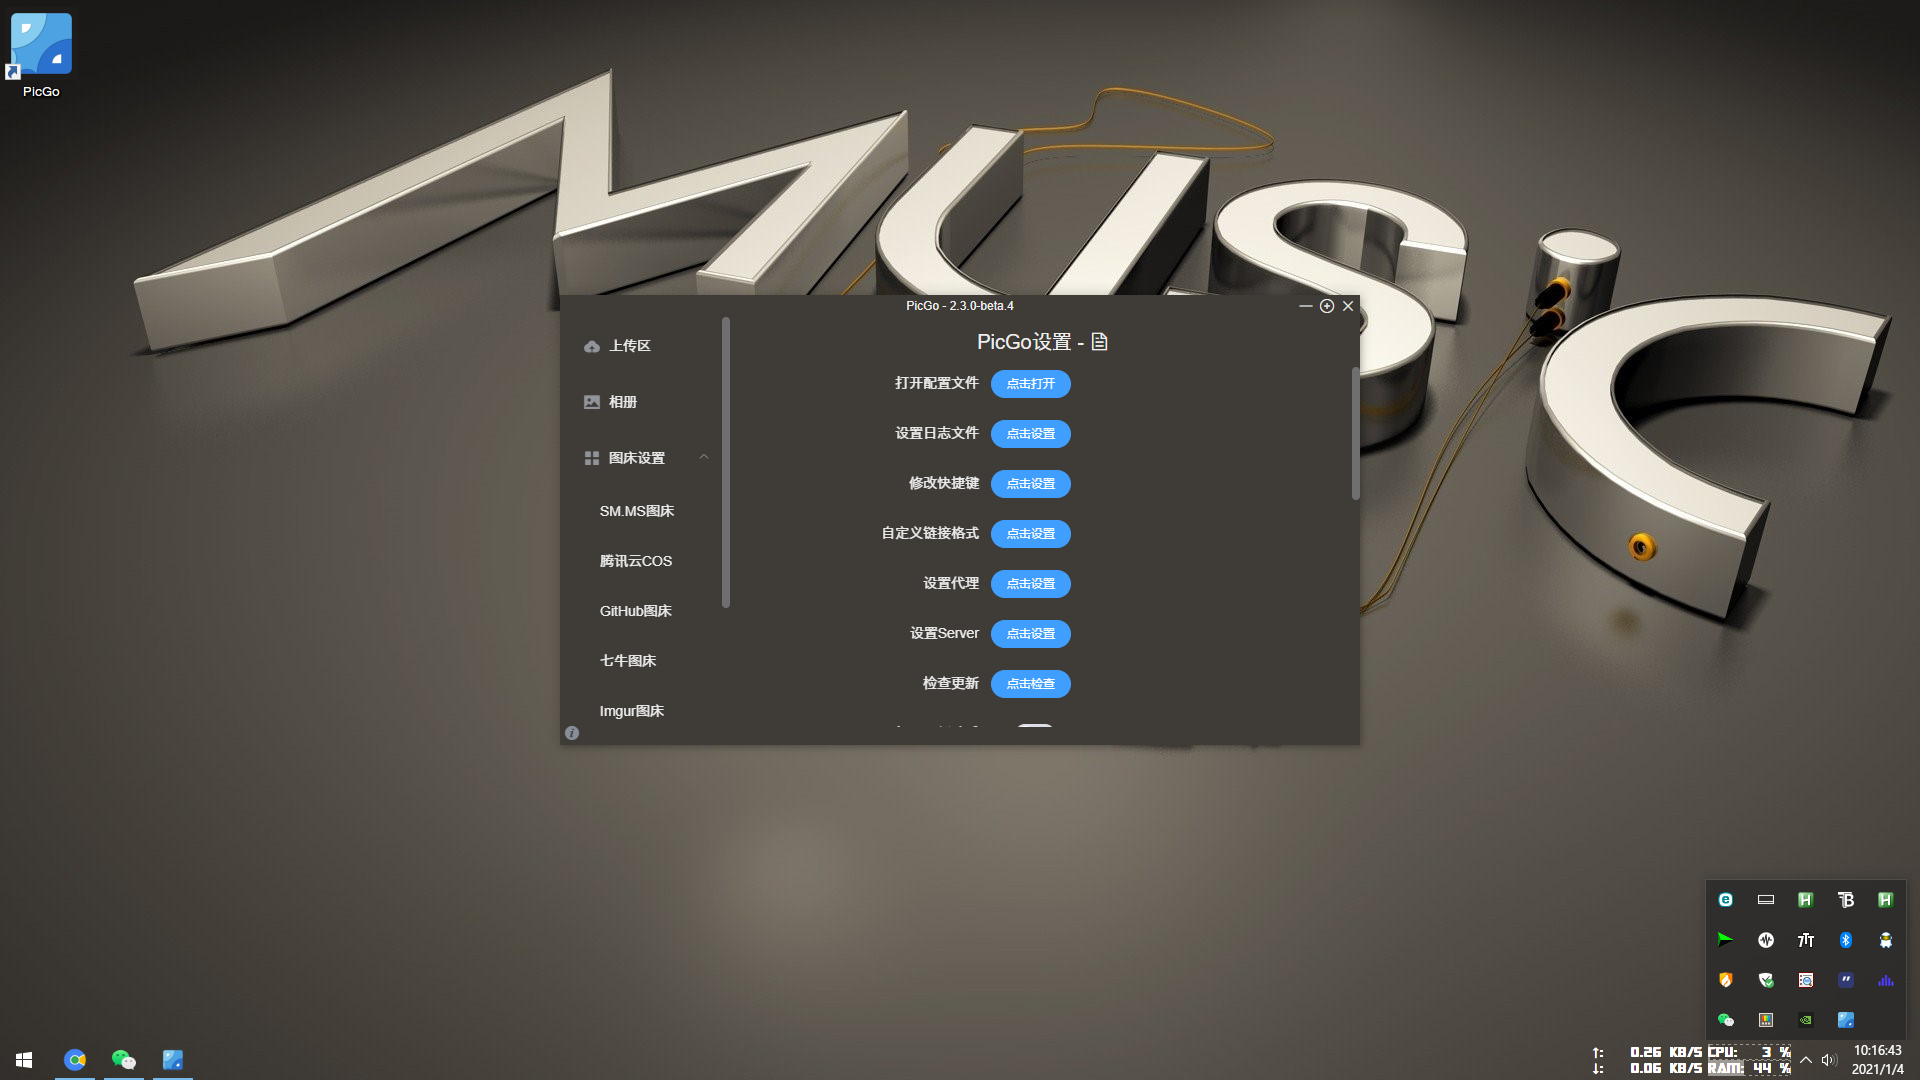 PicGo
MUSiC
PicGo - 2.3.0-beta.4
上传区
相册
图床设置
SM.MS图床
腾讯云COS
GitHub图床
七牛图床
Imgur图床
PicGo设置 -
打开配置文件 点击打开
设置日志文件 点击设置
修改快捷键 点击设置
自定义链接格式 点击设置
设置代理 点击设置
设置Server 点击设置
检查更新 点击检查
↑: 0.26 KB/S CPU: 3 %
↓: 0.06 KB/S RAM: 44 %
10:16:43
2021/1/4